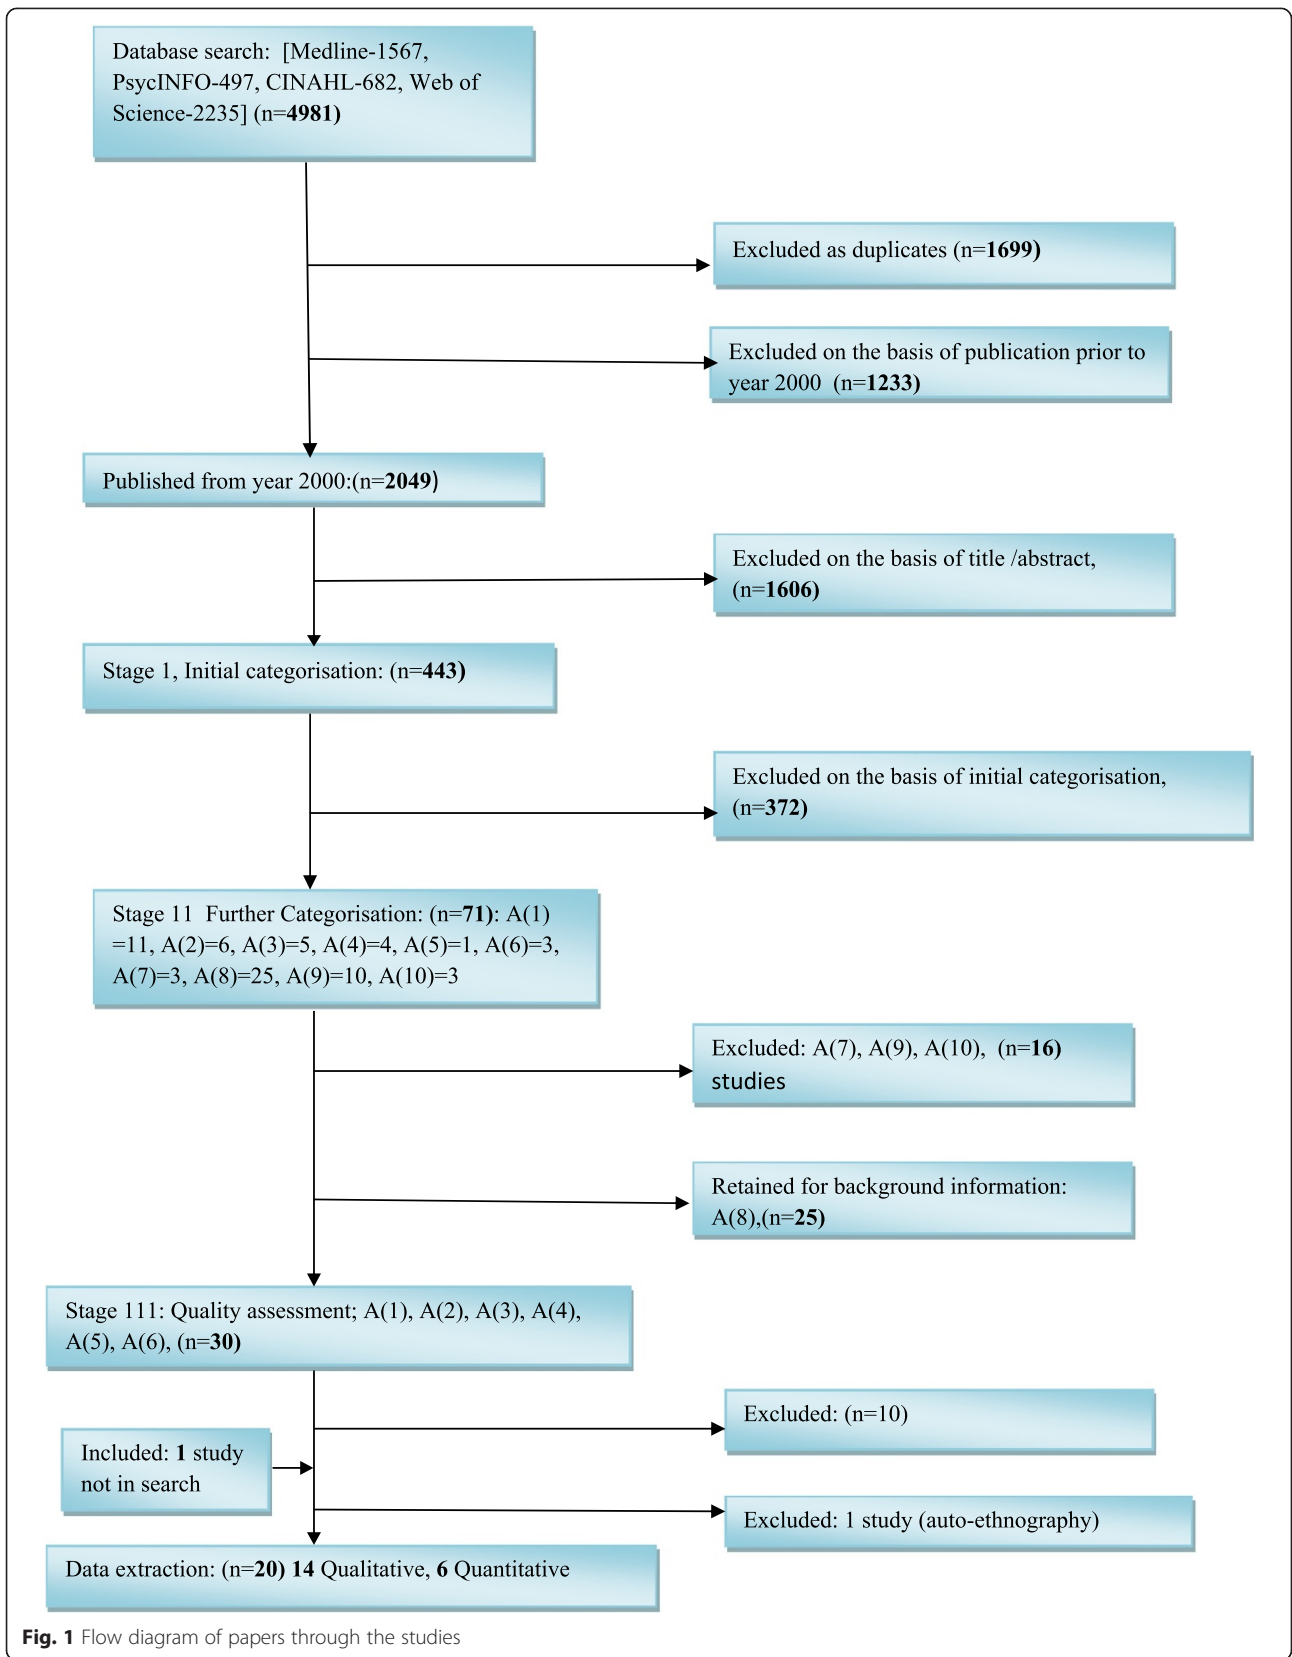 Database search: [Medline-1567,
PsycINFO-497, CINAHL-682, Web of
Science-2235] (n=4981)
Excluded as duplicates (n=1699)
Excluded on the basis of publication prior to
year 2000 (n=1233)
Published from year 2000:(n=2049)
Excluded on the basis of title /abstract,
(n=1606)
Stage 1, Initial categorisation: (n=443)
Excluded on the basis of initial categorisation,
(n=372)
Stage 11 Further Categorisation: (n=71): A(1)
=11, A(2)=6, A(3)=5, A(4)=4, A(5)=1, A(6)=3,
A(7)=3, A(8)=25, A(9)=10, A(10)=3
Excluded: A(7), A(9), A(10), (n=16)
studies
Retained for background information:
A(8),(n=25)
Stage 111: Quality assessment; A(1), A(2), A(3), A(4),
A(5), A(6), (n=30)
Excluded: (n=10)
Included: 1 study
not in search
Excluded: 1 study (auto-ethnography)
Data extraction: (n=20) 14 Qualitative, 6 Quantitative
Fig. 1 Flow diagram of papers through the studies